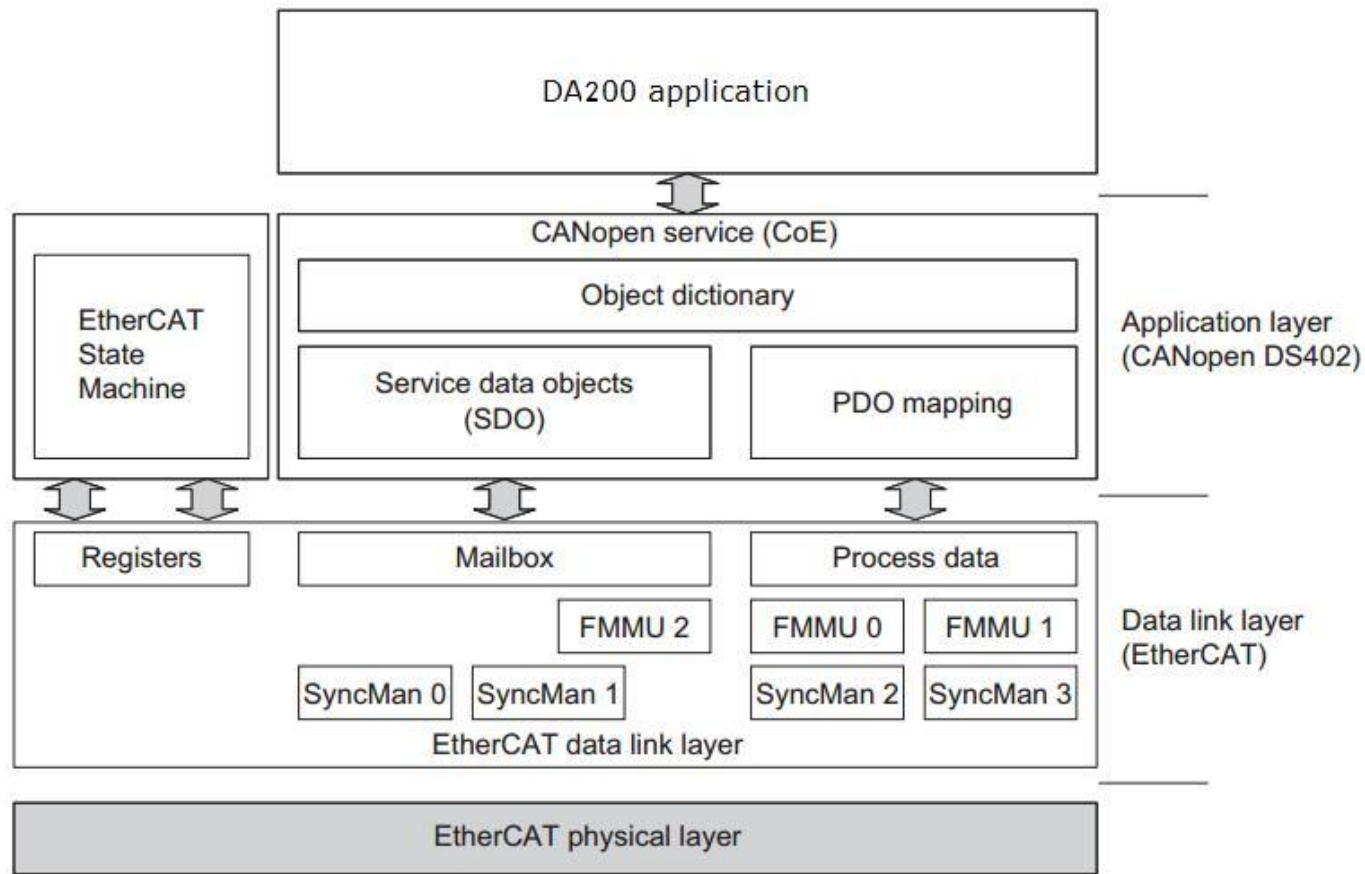 DA200 application
CANopen service (CoE)
Object dictionary
EtherCAT
State
Machine
Service data objects
(SDO)
PDO mapping
Application layer
(CANopen DS402)
Registers
Mailbox
Process data
FMMU 2
FMMU 0
FMMU 1
Data link layer
(EtherCAT)
SyncMan 0
SyncMan 1
SyncMan 2
SyncMan 3
EtherCAT data link layer
EtherCAT physical layer